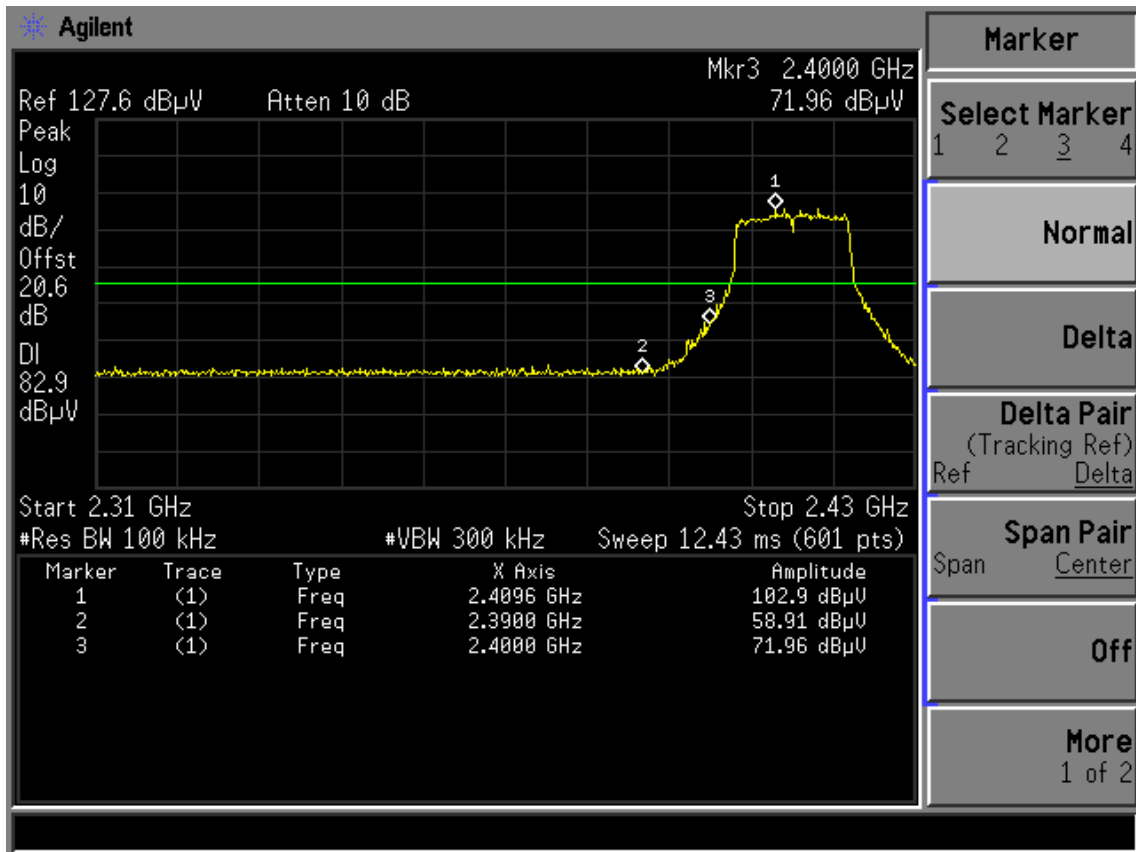 Agilent
Mkr3 2.4000 GHz
Ref 127.6 dBµV Atten 10 dB 71.96 dBµV
Peak
Log
10
dB/
Offst
20.6
dB
DI
82.9
dBµV
1
2
3
Start 2.31 GHz Stop 2.43 GHz
#Res BW 100 kHz #VBW 300 kHz Sweep 12.43 ms (601 pts)
Marker Trace Type X Axis Amplitude
1 (1) Freq 2.4096 GHz 102.9 dBµV
2 (1) Freq 2.3900 GHz 58.91 dBµV
3 (1) Freq 2.4000 GHz 71.96 dBµV
Marker
Select Marker
1 2 3 4
Normal
Delta
Delta Pair
(Tracking Ref)
Ref Delta
Span Pair
Span Center
Off
More
1 of 2